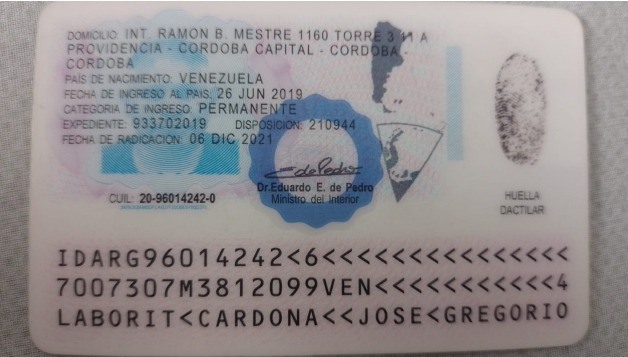 DOMICILIO: INT. RAMON B. MESTRE 1160 TORRE 3 11 A
PROVIDENCIA - CORDOBA CAPITAL - CORDOBA -
CORDOBA
PAÍS DE NACIMIENTO: VENEZUELA
FECHA DE INGRESO AL PAIS: 26 JUN 2019
CATEGORIA DE INGRESO: PERMANENTE
EXPEDIENTE: 933702019 DISPOSICION: 210944
FECHA DE RADICACIÓN: 06 DIC 2021
EdePedro
Dr. Eduardo E. de Pedro
Ministro del Interior
CUIL: 20-96014242-0
HUELLA
DACTILAR
IDARG96014242<6<<<<<<<<<<<<<<<
7007307M3812099VEN<<<<<<<<<<<4
LABORIT<CARDONA<<JOSE<GREGORIO